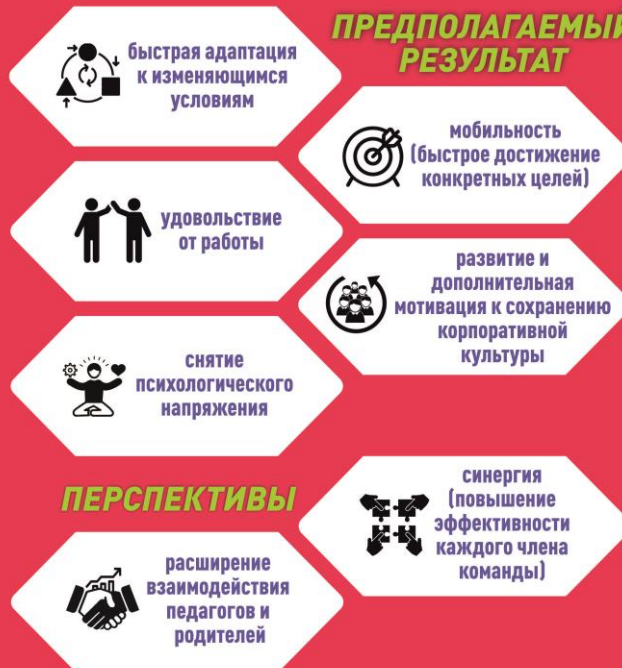 ПРЕДПОЛАГАЕМЫЙ
РЕЗУЛЬТАТ
быстрая адаптация
к изменяющимся
условиям
мобильность
(быстрое достижение
конкретных целей)
удовольствие
от работы
развитие и
дополнительная
мотивация к сохранению
корпоративной
культуры
снятие
психологического
напряжения
синергия
(повышение
эффективности
каждого члена
команды)
ПЕРСПЕКТИВЫ
расширение
взаимодействия
педагогов и
родителей